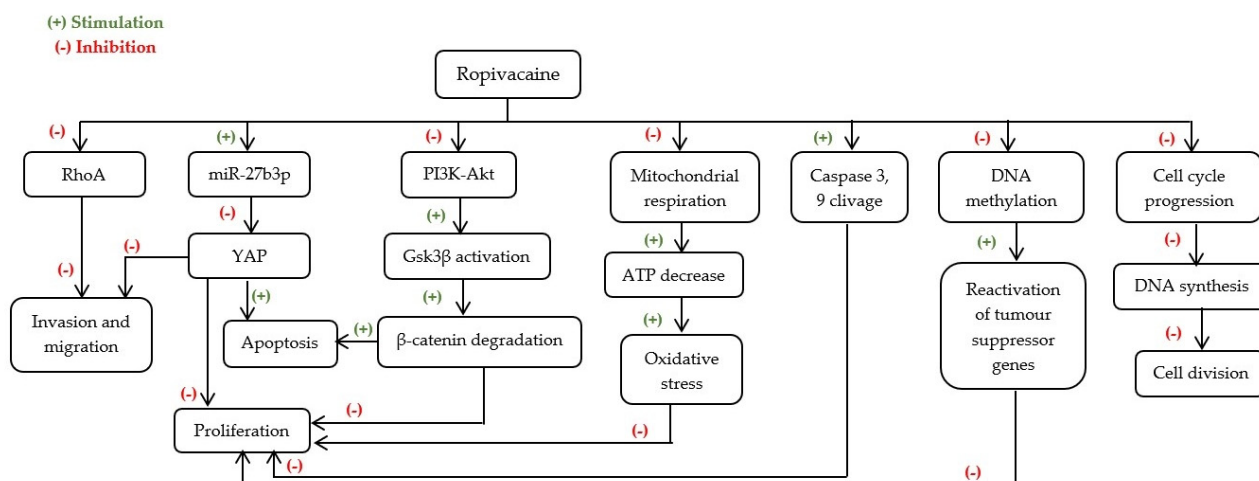 (+) Stimulation
(-) Inhibition
Ropivacaine
(-)
(+)
(-)
(-)
(+)
(-)
(-)
RhoA
miR-27b3p
PI3K-Akt
Mitochondrial
respiration
Caspase 3,
9 clivage
DNA
methylation
Cell cycle
progression
(-)
(+)
(+)
(+)
(-)
(-)
YAP
Gsk3β activation
ATP decrease
DNA synthesis
(-)
(+)
(+)
(+)
(-)
Invasion and
migration
Apoptosis
(+)
β-catenin degradation
Oxidative
stress
Reactivation
of tumour
suppressor
genes
Cell division
(-)
(-)
(-)
Proliferation
(-)
(-)